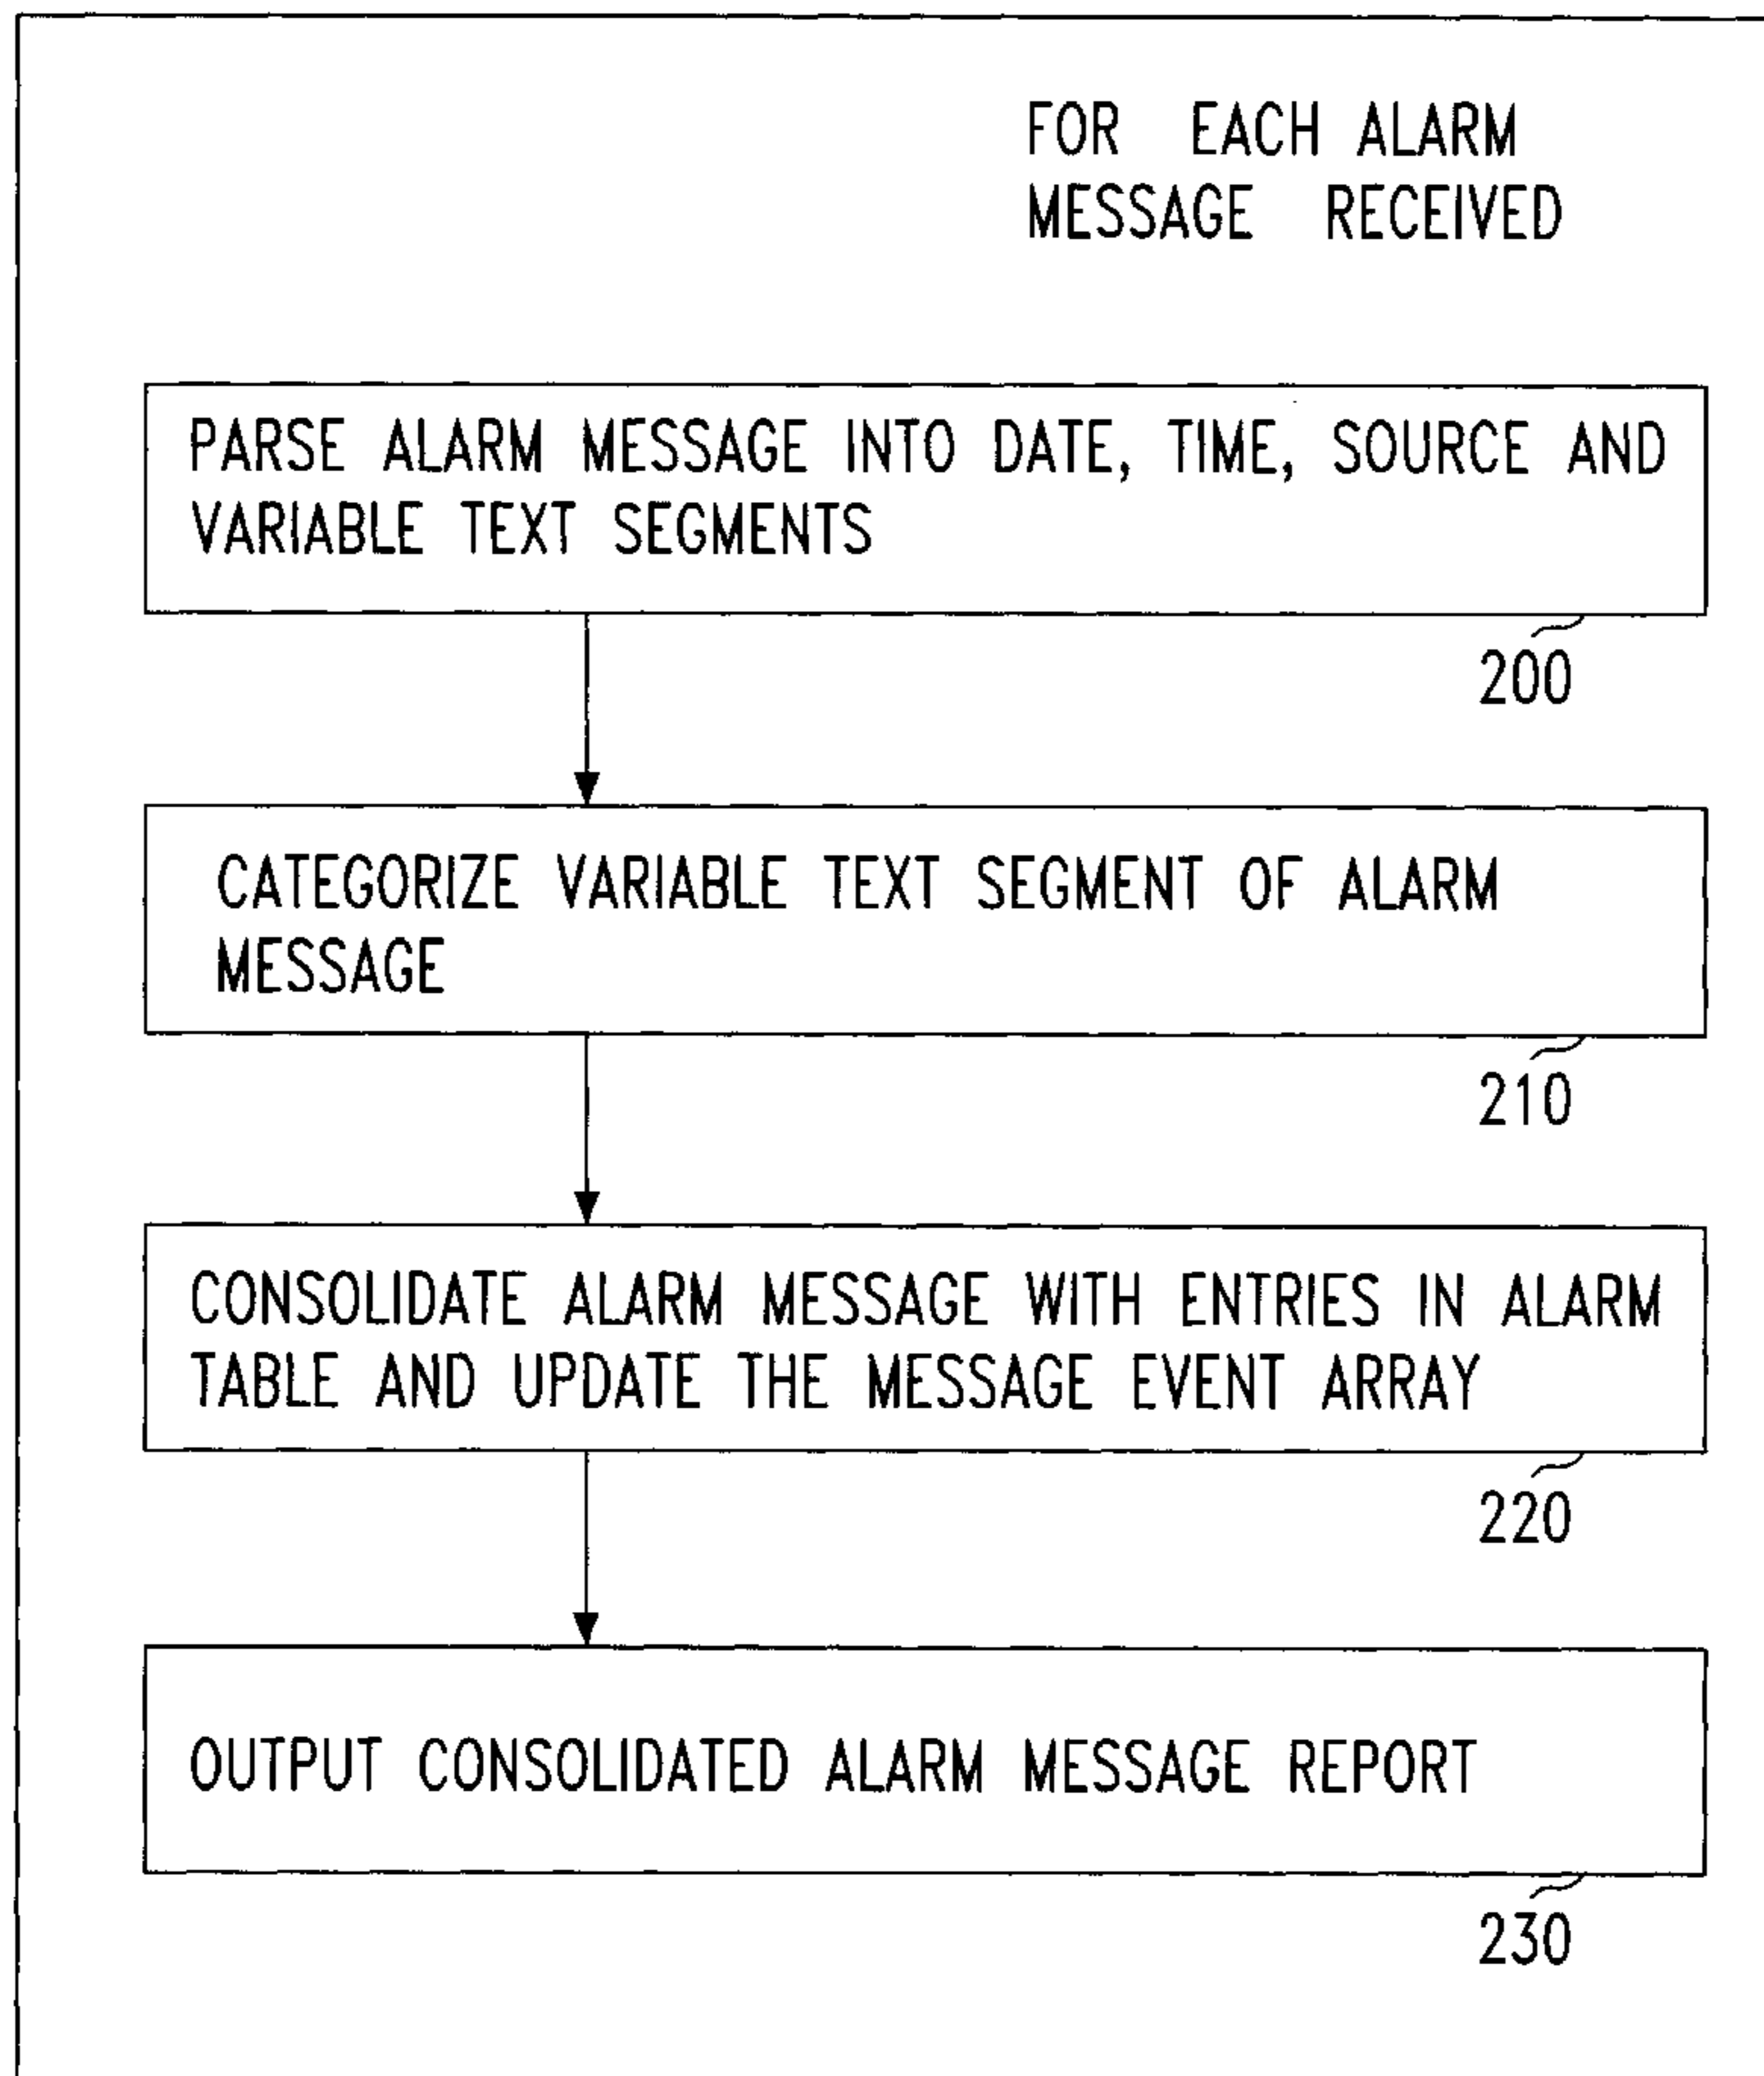 FOR EACH ALARM
MESSAGE RECEIVED
PARSE ALARM MESSAGE INTO DATE, TIME, SOURCE AND
VARIABLE TEXT SEGMENTS
200
CATEGORIZE VARIABLE TEXT SEGMENT OF ALARM
MESSAGE
210
CONSOLIDATE ALARM MESSAGE WITH ENTRIES IN ALARM
TABLE AND UPDATE THE MESSAGE EVENT ARRAY
220
OUTPUT CONSOLIDATED ALARM MESSAGE REPORT
230